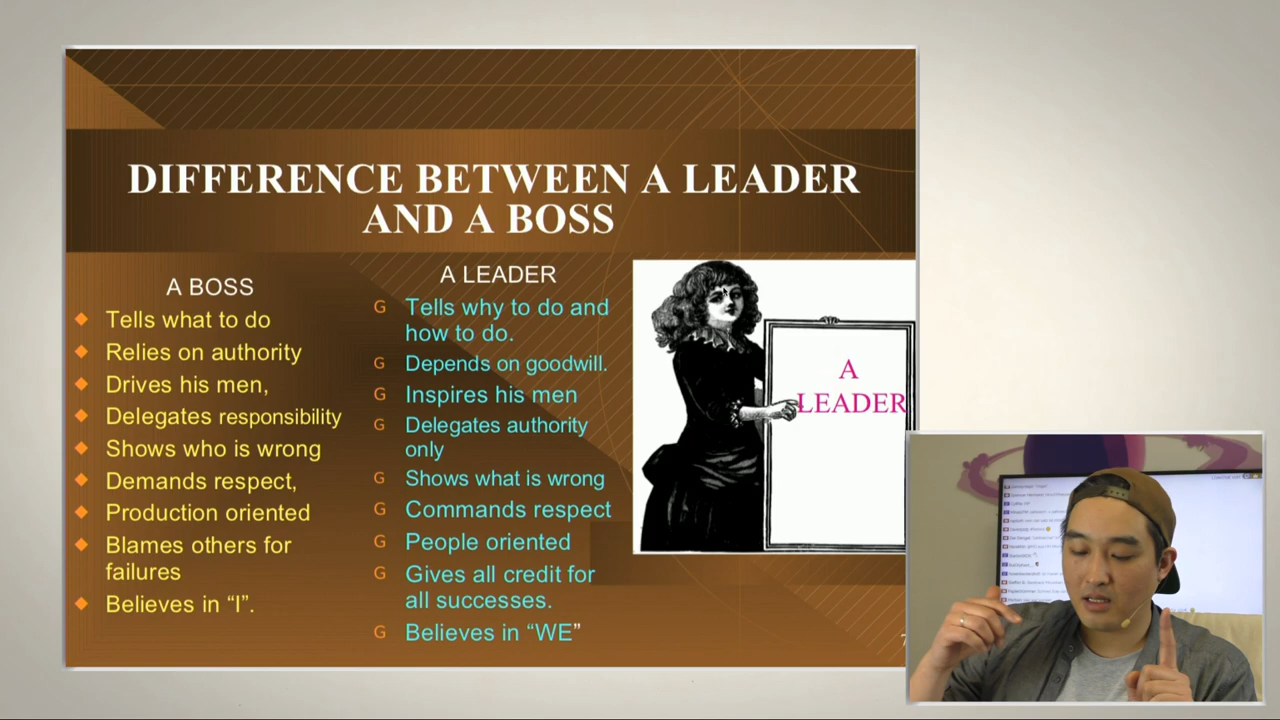 DIFFERENCE BETWEEN A LEADER
AND A BOSS
A BOSS
Tells what to do
Relies on authority
Drives his men,
Delegates responsibility
Shows who is wrong
Demands respect,
Production oriented
Blames others for
failures
Believes in “I”.
A LEADER
G Tells why to do and
how to do.
G Depends on goodwill.
G Inspires his men
G Delegates authority
only
G Shows what is wrong
G Commands respect
G People oriented
G Gives all credit for
all successes.
G Believes in “WE”
A
LEADER